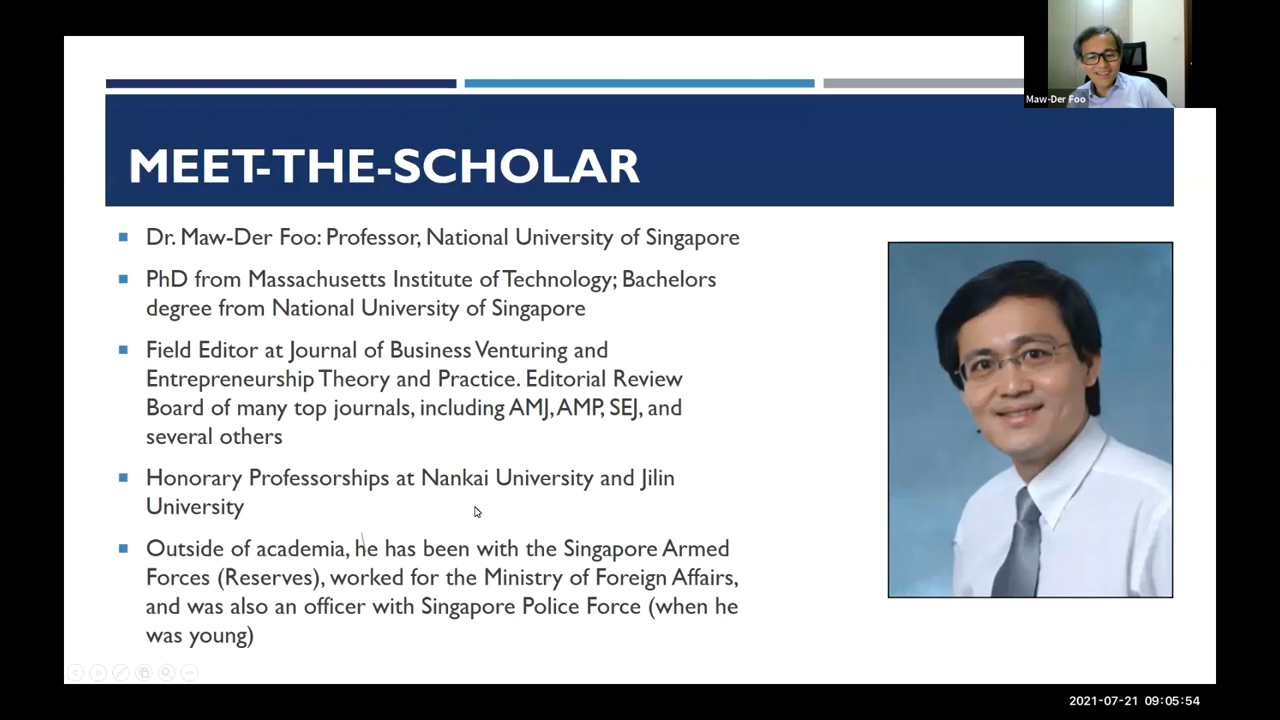 Maw-Der Foo
MEET-THE-SCHOLAR
Dr. Maw-Der Foo: Professor, National University of Singapore
PhD from Massachusetts Institute of Technology; Bachelors
degree from National University of Singapore
Field Editor at Journal of Business Venturing and
Entrepreneurship Theory and Practice. Editorial Review
Board of many top journals, including AMJ, AMP, SEJ, and
several others
Honorary Professorships at Nankai University and Jilin
University
Outside of academia, he has been with the Singapore Armed
Forces (Reserves), worked for the Ministry of Foreign Affairs,
and was also an officer with Singapore Police Force (when he
was young)
2021-07-21 09:05:54